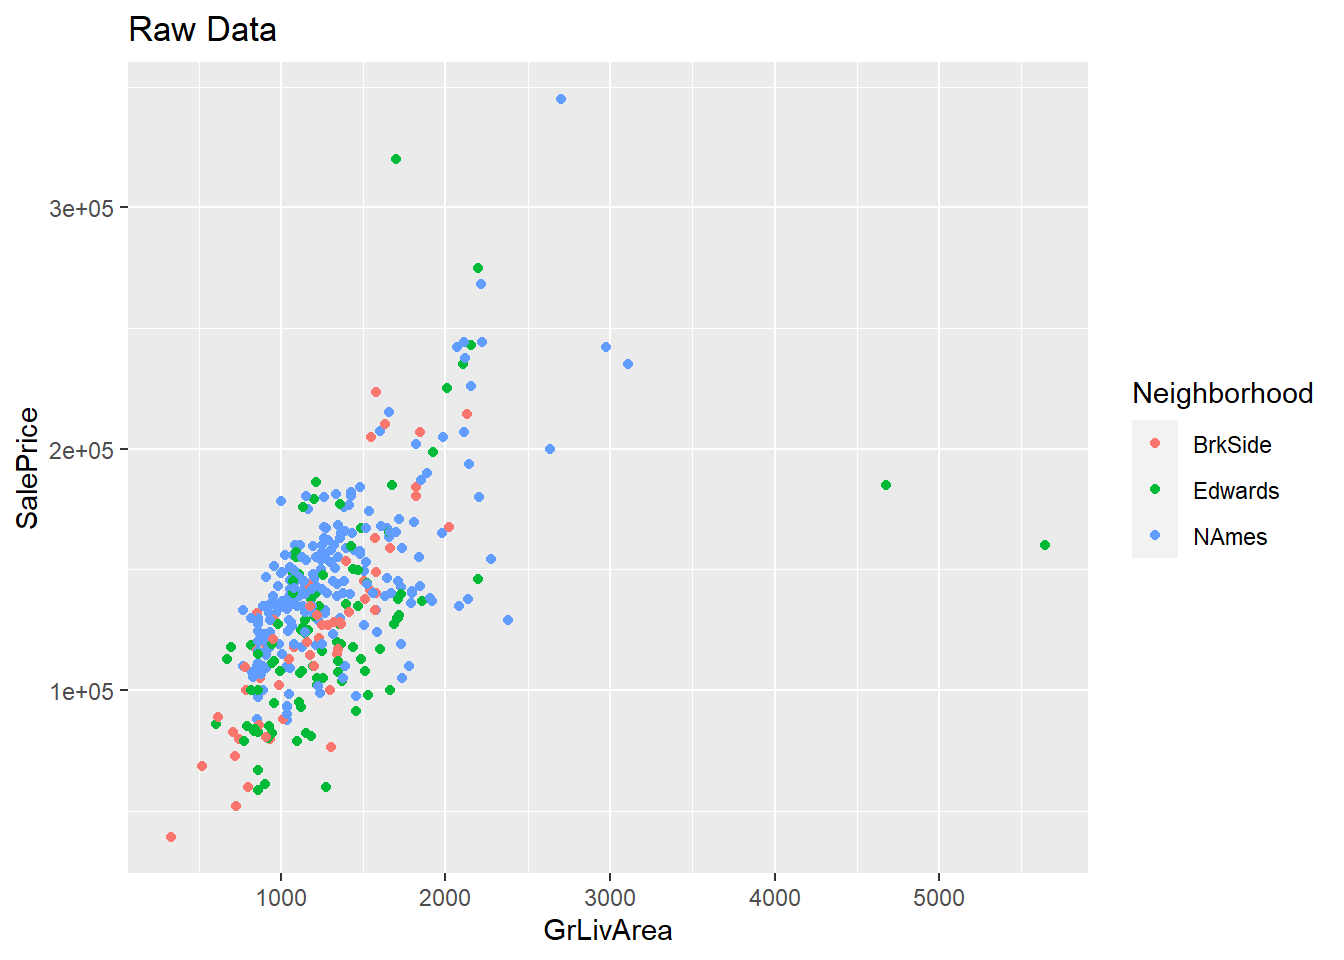 Raw Data
3e+05
2e+05
1e+05
SalePrice
1000 2000 3000 4000 5000
GrLivArea
Neighborhood
BrkSide
Edwards
NAmes